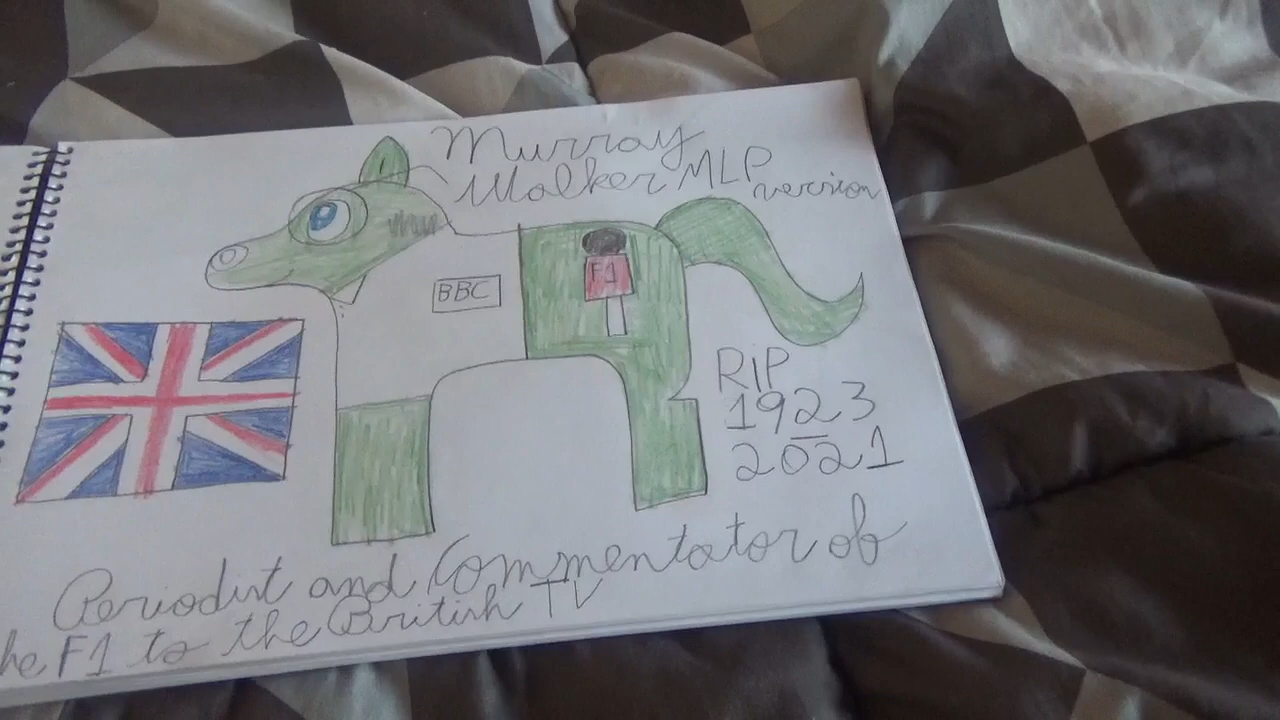 Murray
Walker MLP
version
BBC
F1
RIP
1923
2021
Periodist and Commentator of
he F1 to the British TV